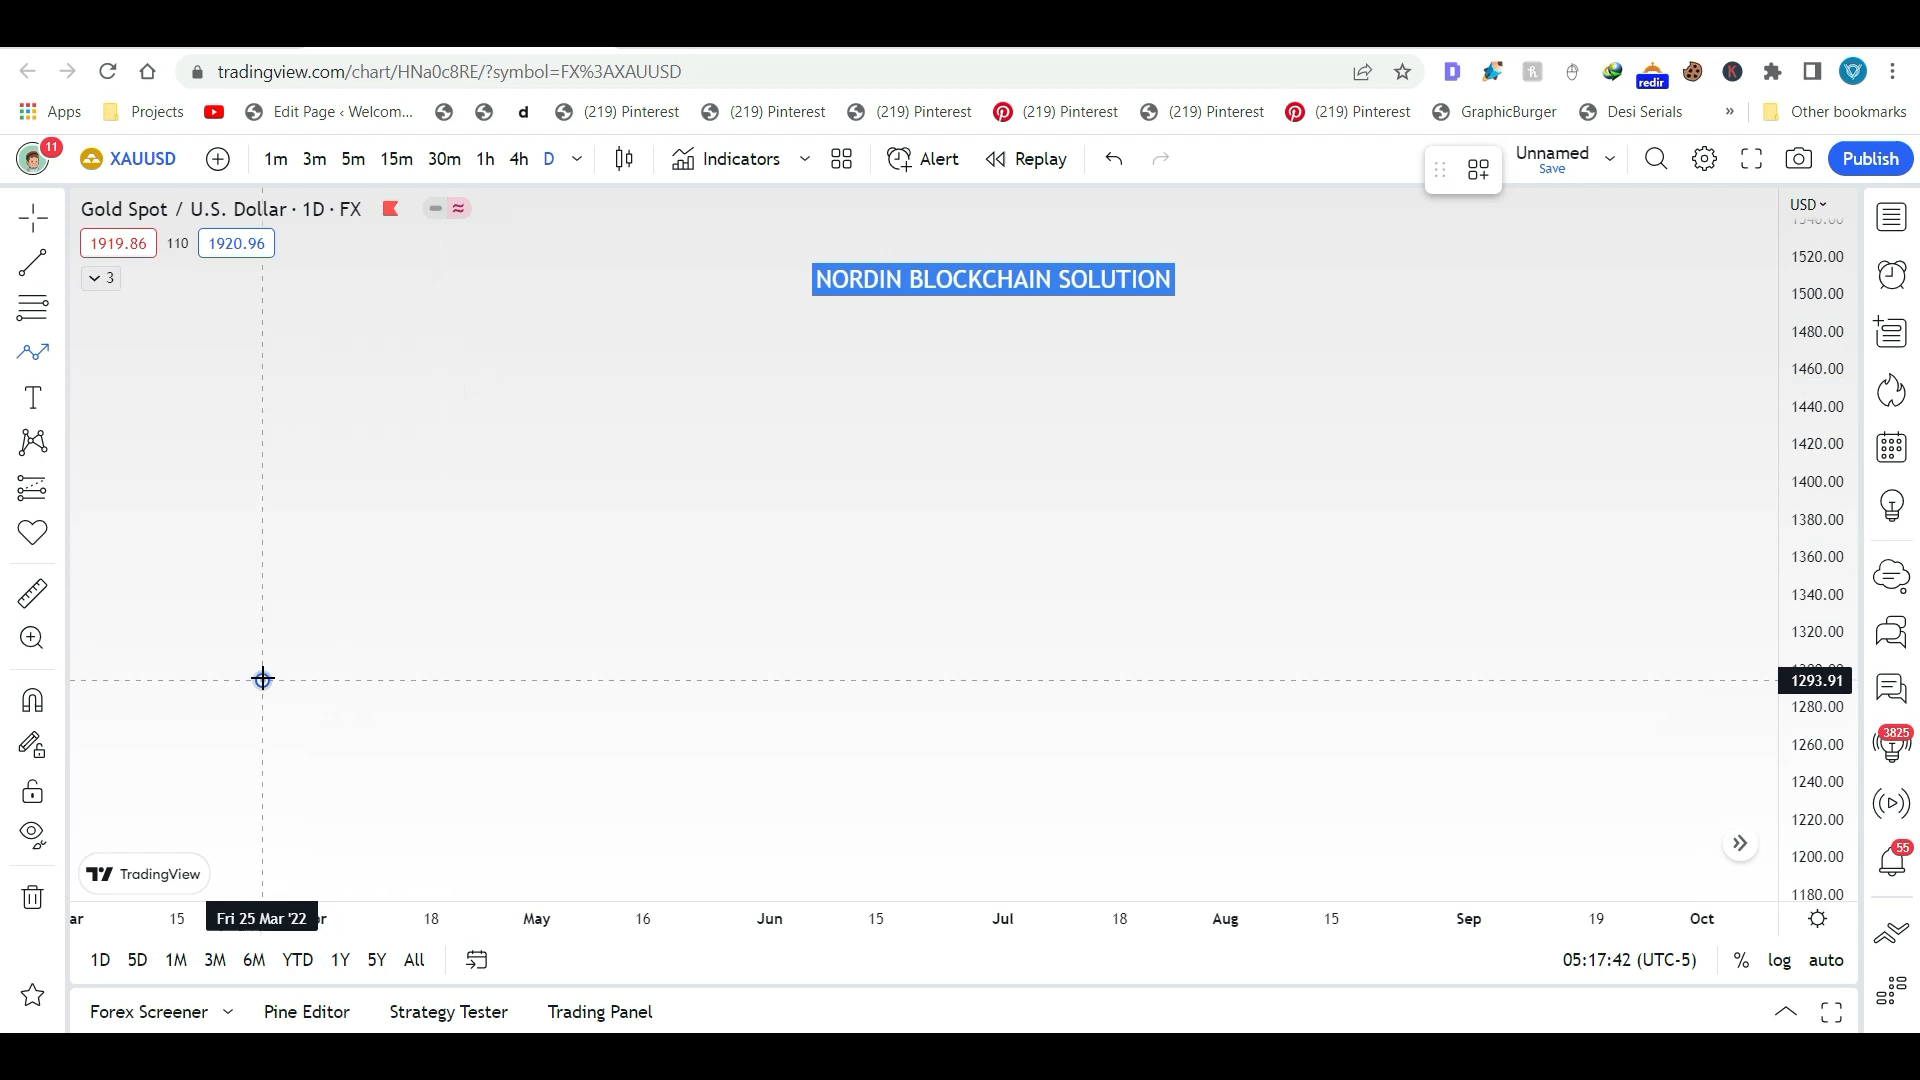 tradingview.com/chart/HNa0c8RE/?symbol=FX%3AXAUUSD
redir
K
Apps Projects Edit Page ‹ Welcom... d (219) Pinterest (219) Pinterest (219) Pinterest (219) Pinterest (219) Pinterest (219) Pinterest GraphicBurger Desi Serials » Other bookmarks
11 XAUUSD 1m 3m 5m 15m 30m 1h 4h D Indicators Alert Replay Unnamed Save Publish
Gold Spot / U.S. Dollar · 1D · FX
USD
1919.86 110 1920.96
3
NORDIN BLOCKCHAIN SOLUTION
1540.00
1520.00
1500.00
1480.00
1460.00
1440.00
1420.00
1400.00
1380.00
1360.00
1340.00
1320.00
1293.91
1280.00
1260.00
1240.00
1220.00
1200.00
1180.00
3825
55
TradingView
ar 15 Fri 25 Mar '22 or 18 May 16 Jun 15 Jul 18 Aug 15 Sep 19 Oct
1D 5D 1M 3M 6M YTD 1Y 5Y All 05:17:42 (UTC-5) % log auto
Forex Screener Pine Editor Strategy Tester Trading Panel